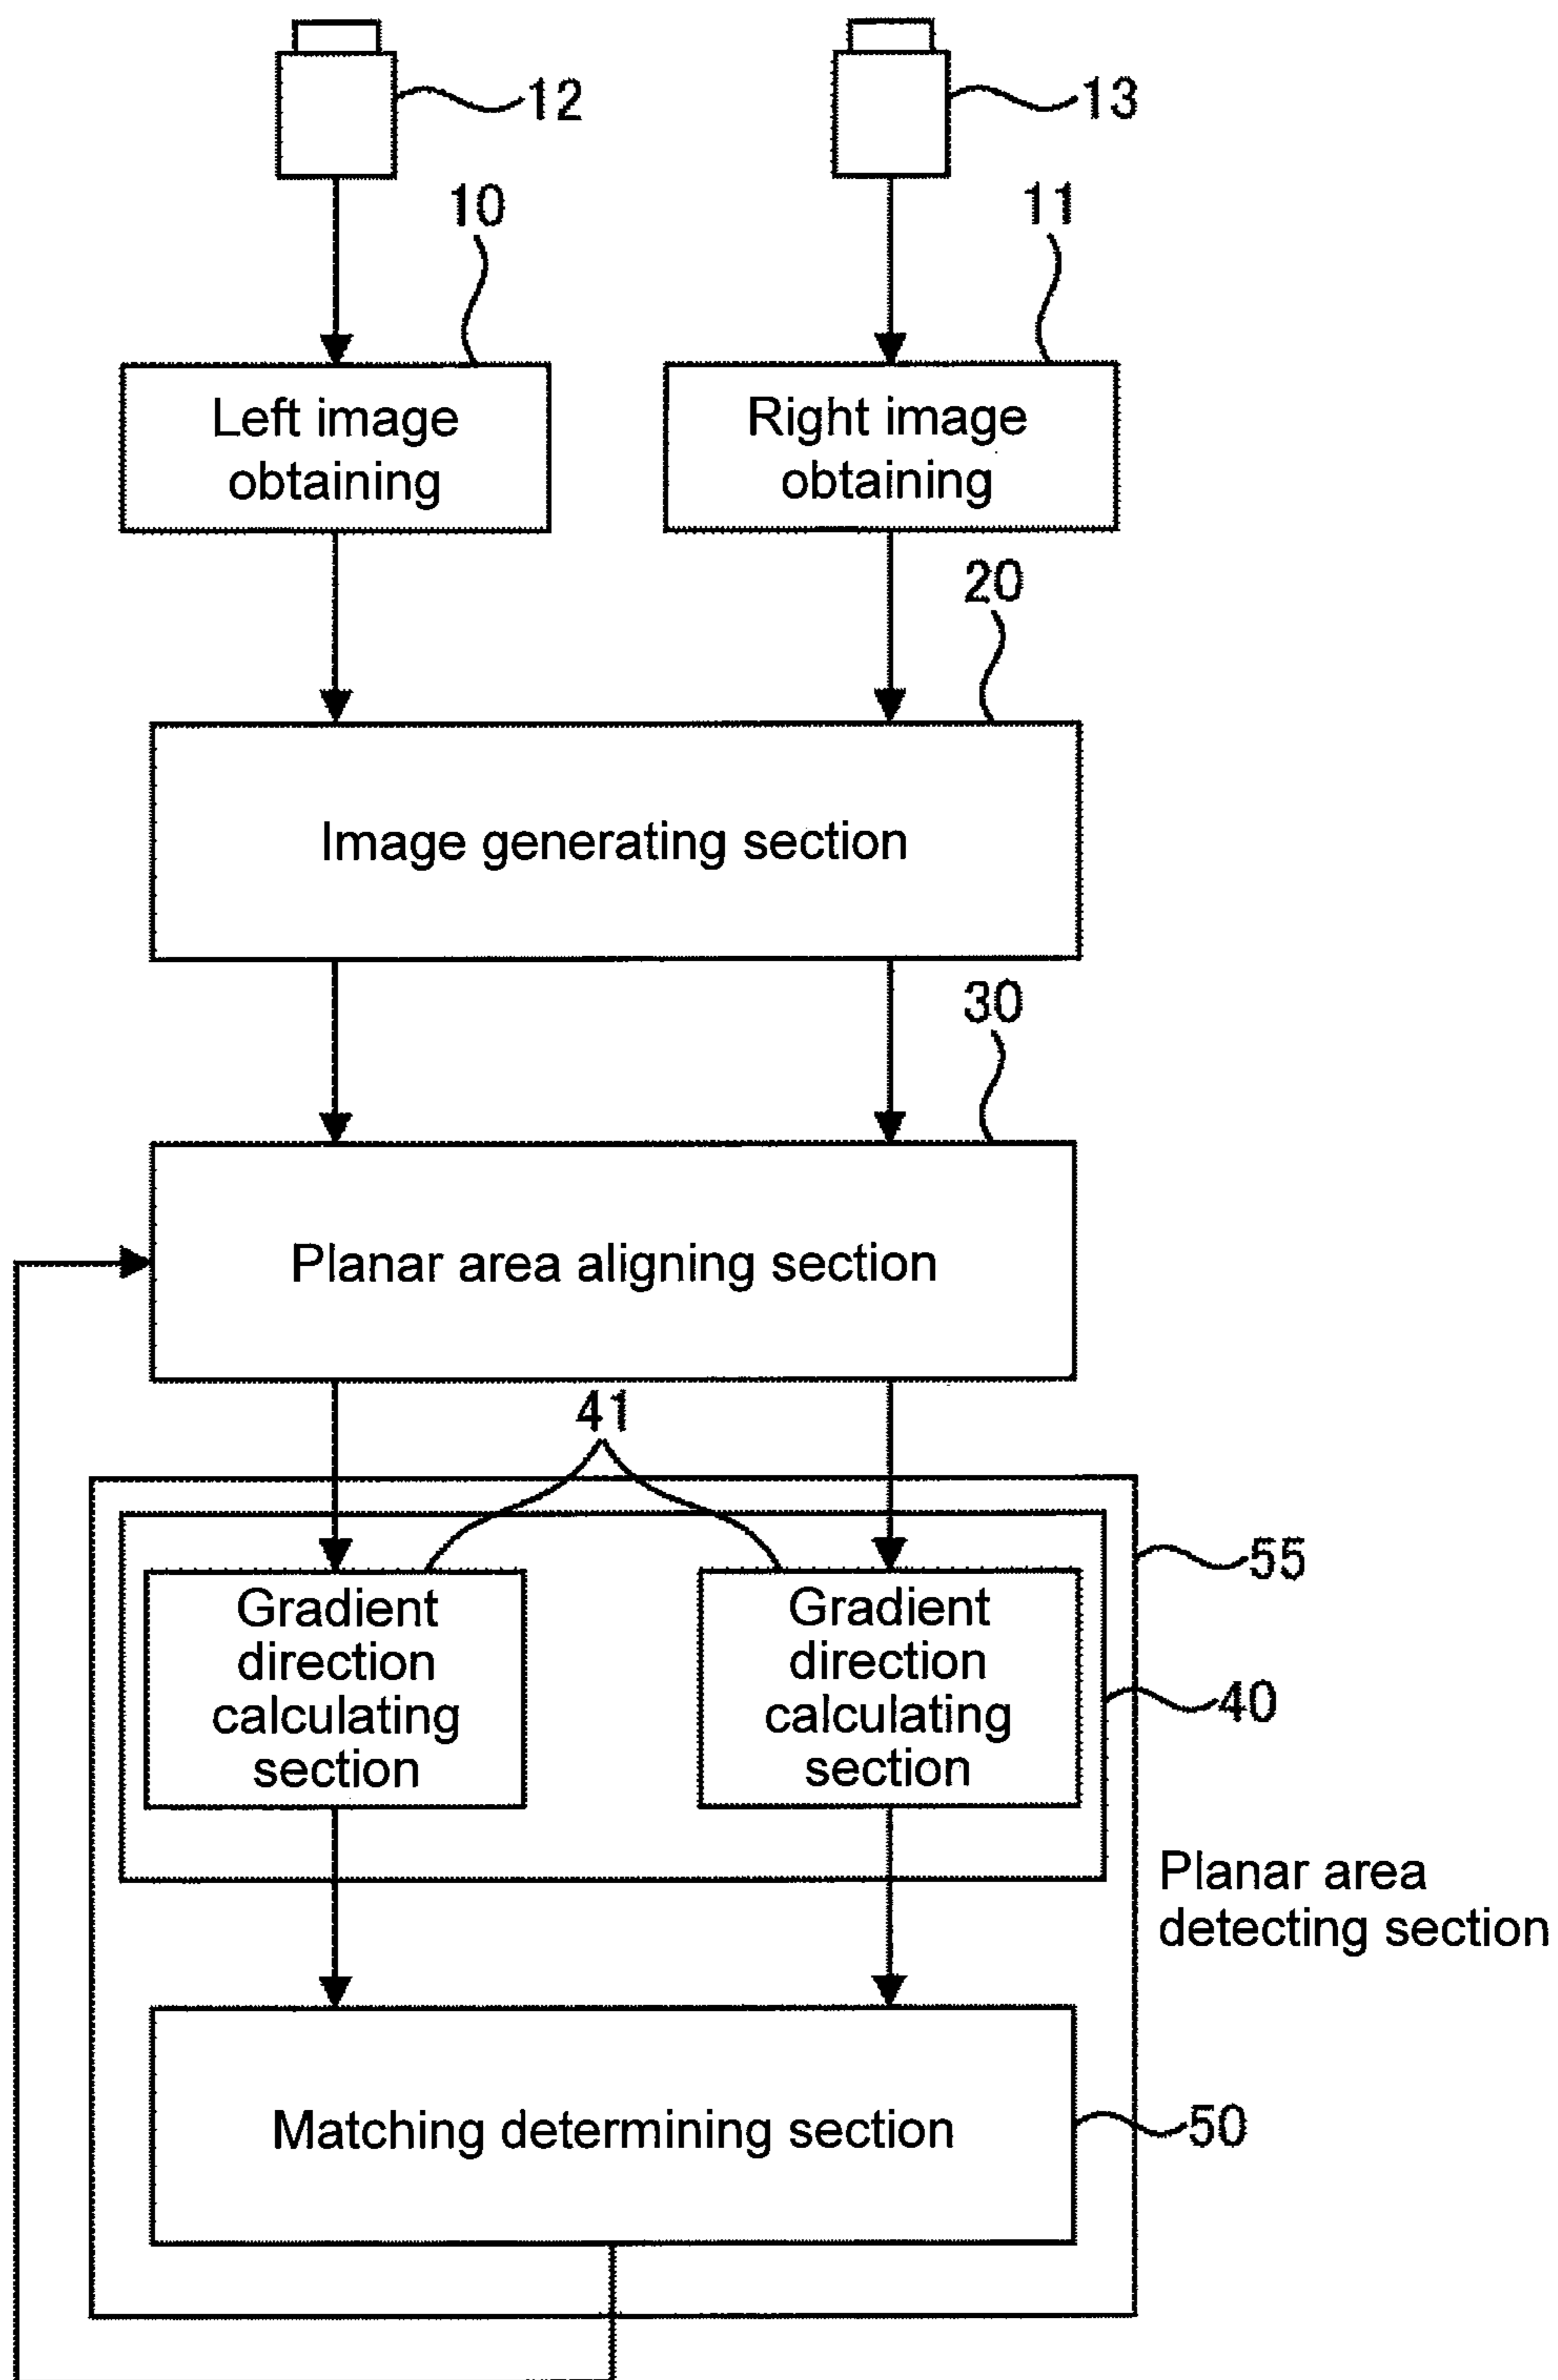 12
13
10
11
Left image
obtaining
Right image
obtaining
20
Image generating section
30
Planar area aligning section
41
55
Gradient
direction
calculating
section
Gradient
direction
calculating
section
40
Planar area
detecting section
Matching determining section
50